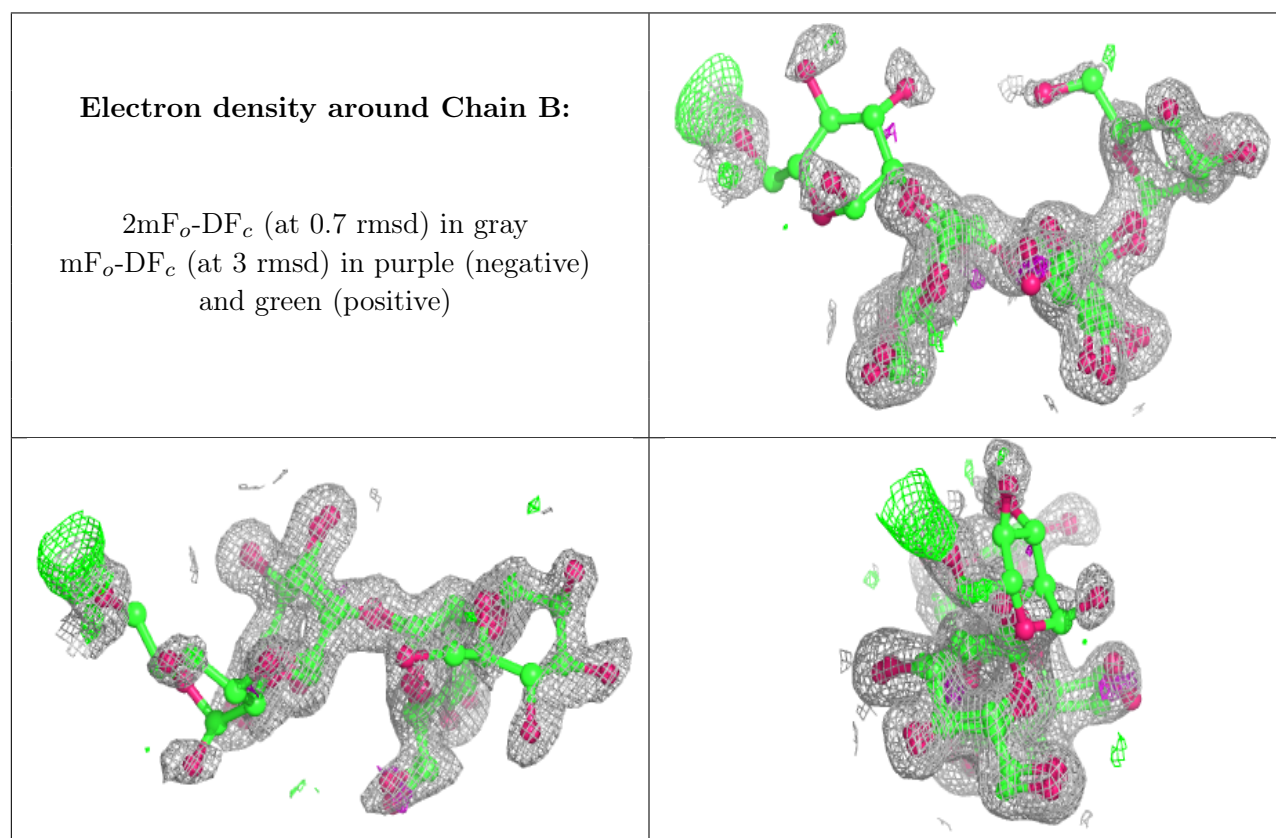 Electron density around Chain B:
2mFₒ-DF𝒸 (at 0.7 rmsd) in gray
mFₒ-DF𝒸 (at 3 rmsd) in purple (negative)
and green (positive)